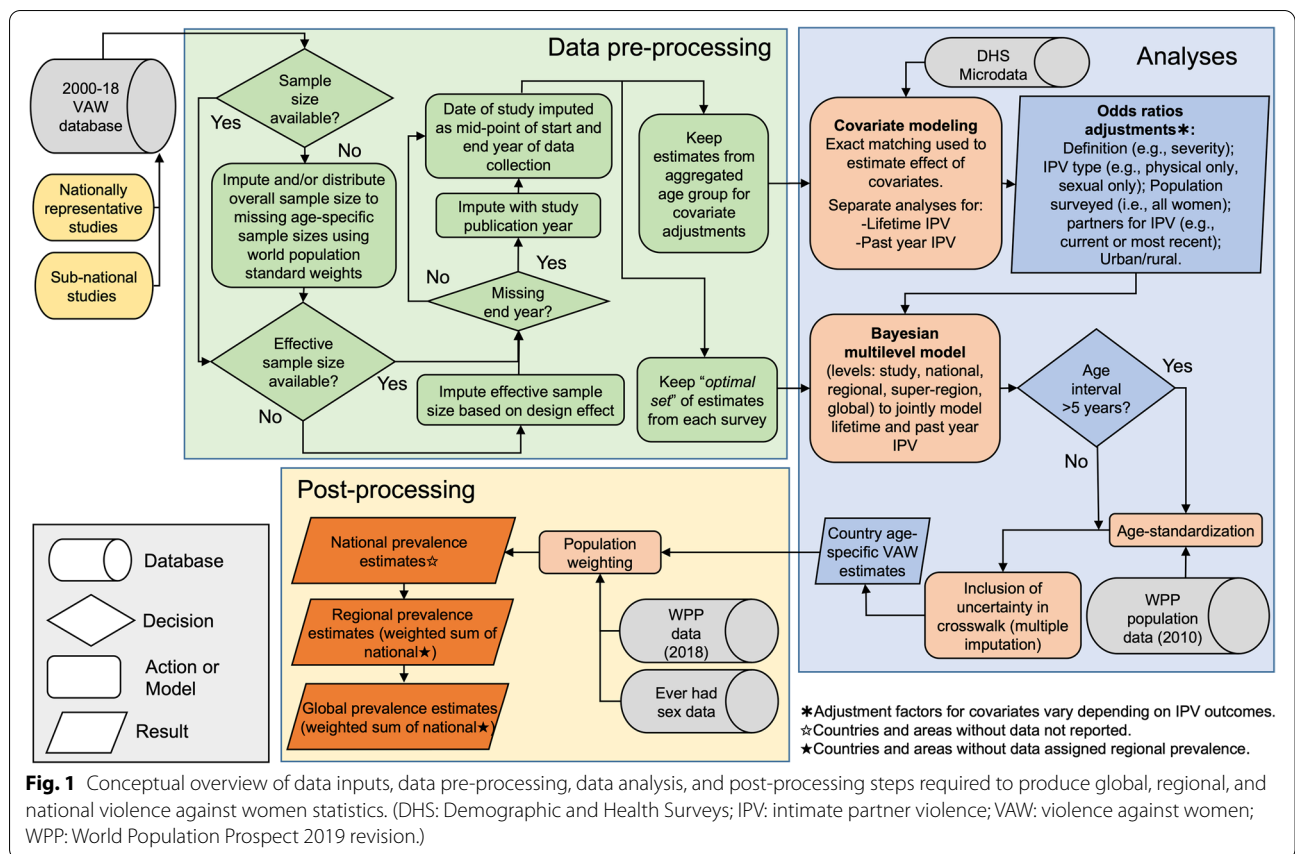 Data pre-processing
Analyses
2000-18
VAW
database
Nationally
representative
studies
Sub-national
studies
Sample
size
available?
Yes
No
Impute and/or distribute
overall sample size to
missing age-specific
sample sizes using
world population
standard weights
Effective
sample size
available?
Yes
No
Impute effective sample
size based on design effect
Missing
end year?
No
Yes
Impute with study
publication year
Date of study imputed
as mid-point of start and
end year of data
collection
Keep
estimates from
aggregated
age group for
covariate
adjustments
Keep “optimal
set” of estimates
from each survey
DHS
Microdata
Covariate modeling
Exact matching used to
estimate effect of
covariates.
Separate analyses for:
-Lifetime IPV
-Past year IPV
Odds ratios
adjustments✱:
Definition (e.g., severity);
IPV type (e.g., physical only,
sexual only); Population
surveyed (i.e., all women);
partners for IPV (e.g.,
current or most recent);
Urban/rural.
Bayesian
multilevel model
(levels: study, national,
regional, super-region,
global) to jointly model
lifetime and past year
IPV
Age
interval
>5 years?
Yes
No
Age-standardization
WPP
population
data (2010)
Inclusion of
uncertainty in
crosswalk (multiple
imputation)
Country age-
specific VAW
estimates
Post-processing
Population
weighting
WPP
data
(2018)
Ever had
sex data
National prevalence
estimates☆
Regional prevalence
estimates (weighted sum of
national★)
Global prevalence estimates
(weighted sum of national★)
Database
Decision
Action or
Model
Result
✱Adjustment factors for covariates vary depending on IPV outcomes.
☆Countries and areas without data not reported.
★Countries and areas without data assigned regional prevalence.
Fig. 1 Conceptual overview of data inputs, data pre-processing, data analysis, and post-processing steps required to produce global, regional, and
national violence against women statistics. (DHS: Demographic and Health Surveys; IPV: intimate partner violence; VAW: violence against women;
WPP: World Population Prospect 2019 revision.)